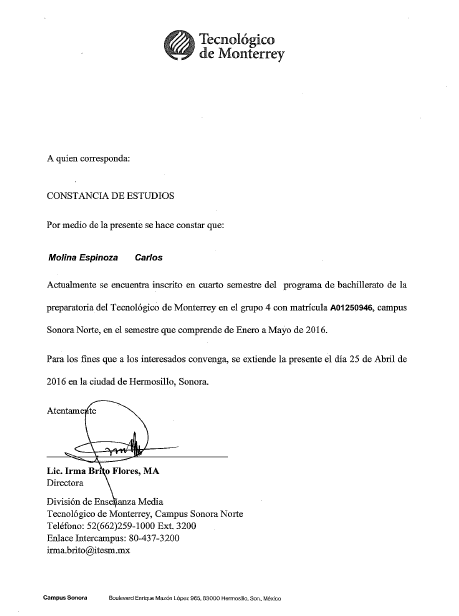 Tecnológico
de Monterrey
A quien corresponda:
CONSTANCIA DE ESTUDIOS
Por medio de la presente se hace constar que:
Molina Espinoza Carlos
Actualmente se encuentra inscrito en cuarto semestre del programa de bachillerato de la
preparatoria del Tecnológico de Monterrey en el grupo 4 con matrícula A01250946, campus
Sonora Norte, en el semestre que comprende de Enero a Mayo de 2016.
Para los fines que a los interesados convenga, se extiende la presente el día 25 de Abril de
2016 en la ciudad de Hermosillo, Sonora.
Atentamente
Lic. Irma Brito Flores, MA
Directora
División de Enseñanza Media
Tecnológico de Monterrey, Campus Sonora Norte
Teléfono: 52(662)259-1000 Ext. 3200
Enlace Intercampus: 80-437-3200
irma.brito@itesm.mx
Campus Sonora Boulevard Enrique Mazón López 965, 83000 Hermosillo, Son., México